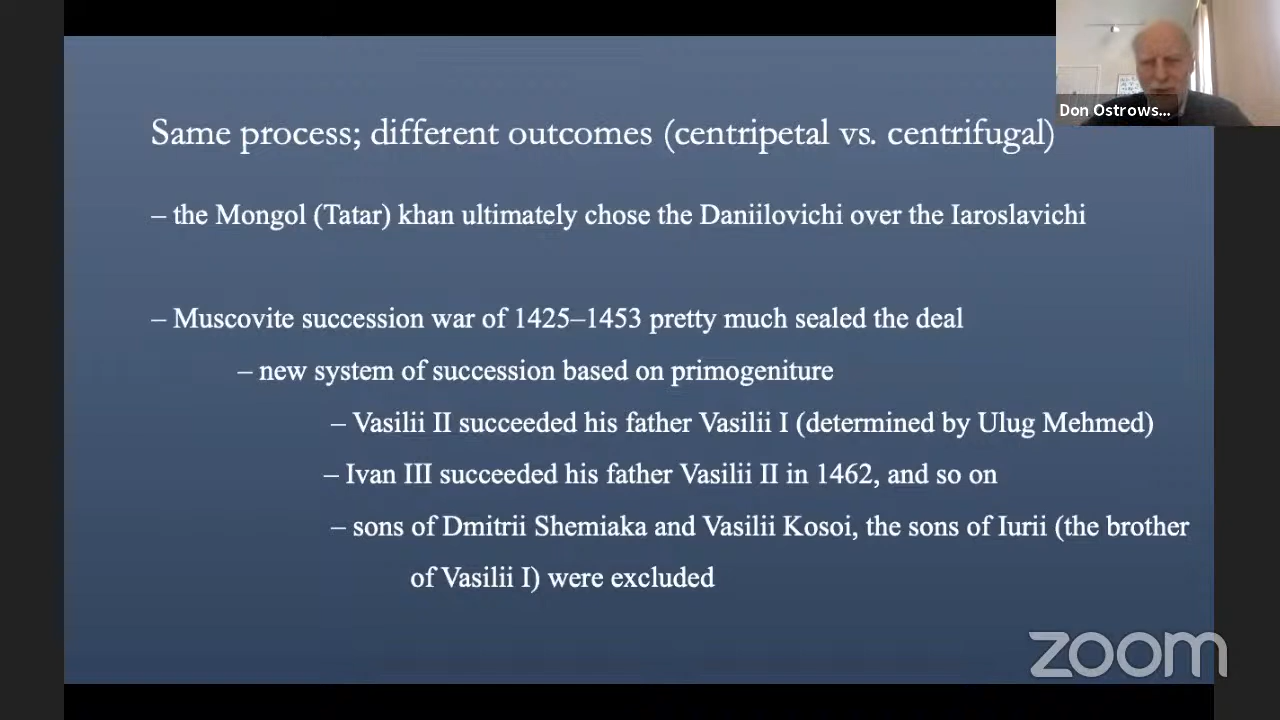 Don Ostrows...
Same process; different outcomes (centripetal vs. centrifugal)
– the Mongol (Tatar) khan ultimately chose the Daniilovichi over the Iaroslavichi
– Muscovite succession war of 1425–1453 pretty much sealed the deal
– new system of succession based on primogeniture
– Vasilii II succeeded his father Vasilii I (determined by Ulug Mehmed)
– Ivan III succeeded his father Vasilii II in 1462, and so on
– sons of Dmitrii Shemiaka and Vasilii Kosoi, the sons of Iurii (the brother
of Vasilii I) were excluded
zoom